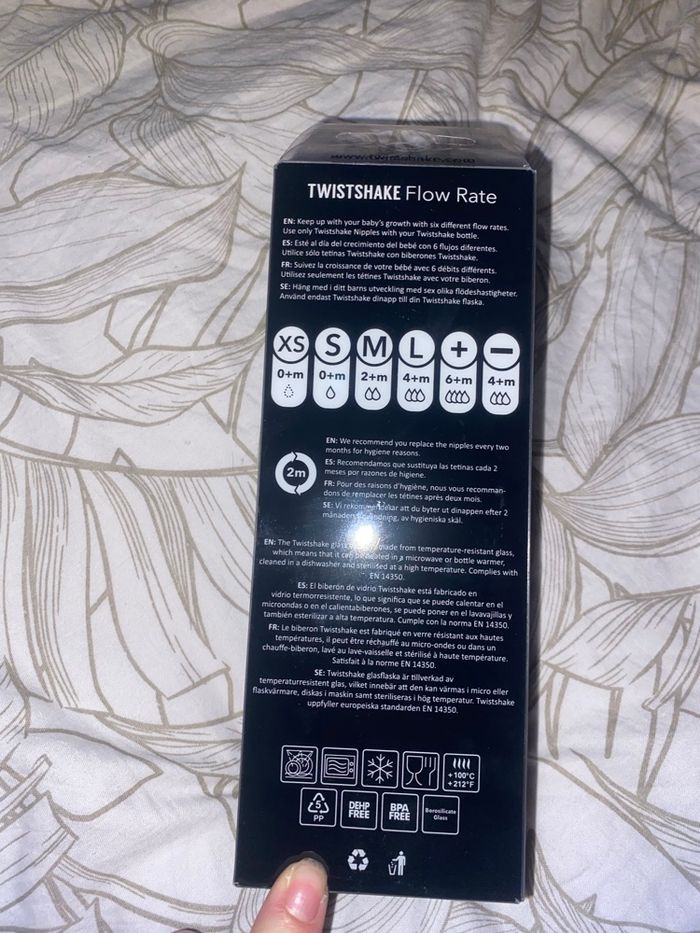 www.twistshake.com
TWISTSHAKE Flow Rate
EN: Keep up with your baby's growth with six different flow rates.
Use only Twistshake Nipples with your Twistshake bottle.
ES: Esté al día del crecimiento del bebé con 6 flujos diferentes.
Utilice sólo tetinas Twistshake con biberones Twistshake.
FR: Suivez la croissance de votre bébé avec 6 débits différents.
Utilisez seulement les tétines Twistshake avec votre biberon.
SE: Häng med i ditt barns utveckling med sex olika flödeshastigheter.
Använd endast Twistshake dinapp till din Twistshake flaska.
XS S M L + −
0+m 0+m 2+m 4+m 6+m 4+m
EN: We recommend you replace the nipples every two
months for hygiene reasons.
ES: Recomendamos que sustituya las tetinas cada 2
meses por razones de higiene.
2m
FR: Pour des raisons d'hygiène, nous vous recomman-
dons de remplacer les tétines après deux mois.
SE: Vi rekommenderar att du byter ut dinappen efter 2
månaders användning, av hygieniska skäl.
EN: The Twistshake glass made from temperature-resistant glass,
which means that it can be heated in a microwave or bottle warmer,
cleaned in a dishwasher and sterilised at a high temperature. Complies with
EN 14350.
ES: El biberón de vidrio Twistshake está fabricado en
vidrio termorresistente, lo que significa que se puede calentar en el
microondas o en el calientabiberones, se puede poner en el lavavajillas y
también esterilizar a alta temperatura. Cumple con la norma EN 14350.
FR: Le biberon Twistshake est fabriqué en verre résistant aux hautes
températures, il peut être réchauffé au micro-ondes ou dans un
chauffe-biberon, lavé au lave-vaisselle et stérilisé à haute température.
Satisfait à la norme EN 14350.
SE: Twistshake glasflaska är tillverkad av
temperaturresistent glas, vilket innebär att den kan värmas i micro eller
flaskvärmare, diskas i maskin samt steriliseras i hög temperatur. Twistshake
uppfyller europeiska standarden EN 14350.
+100°C
+212°F
5
PP
DEHP
FREE
BPA
FREE
Borosilicate
Glass